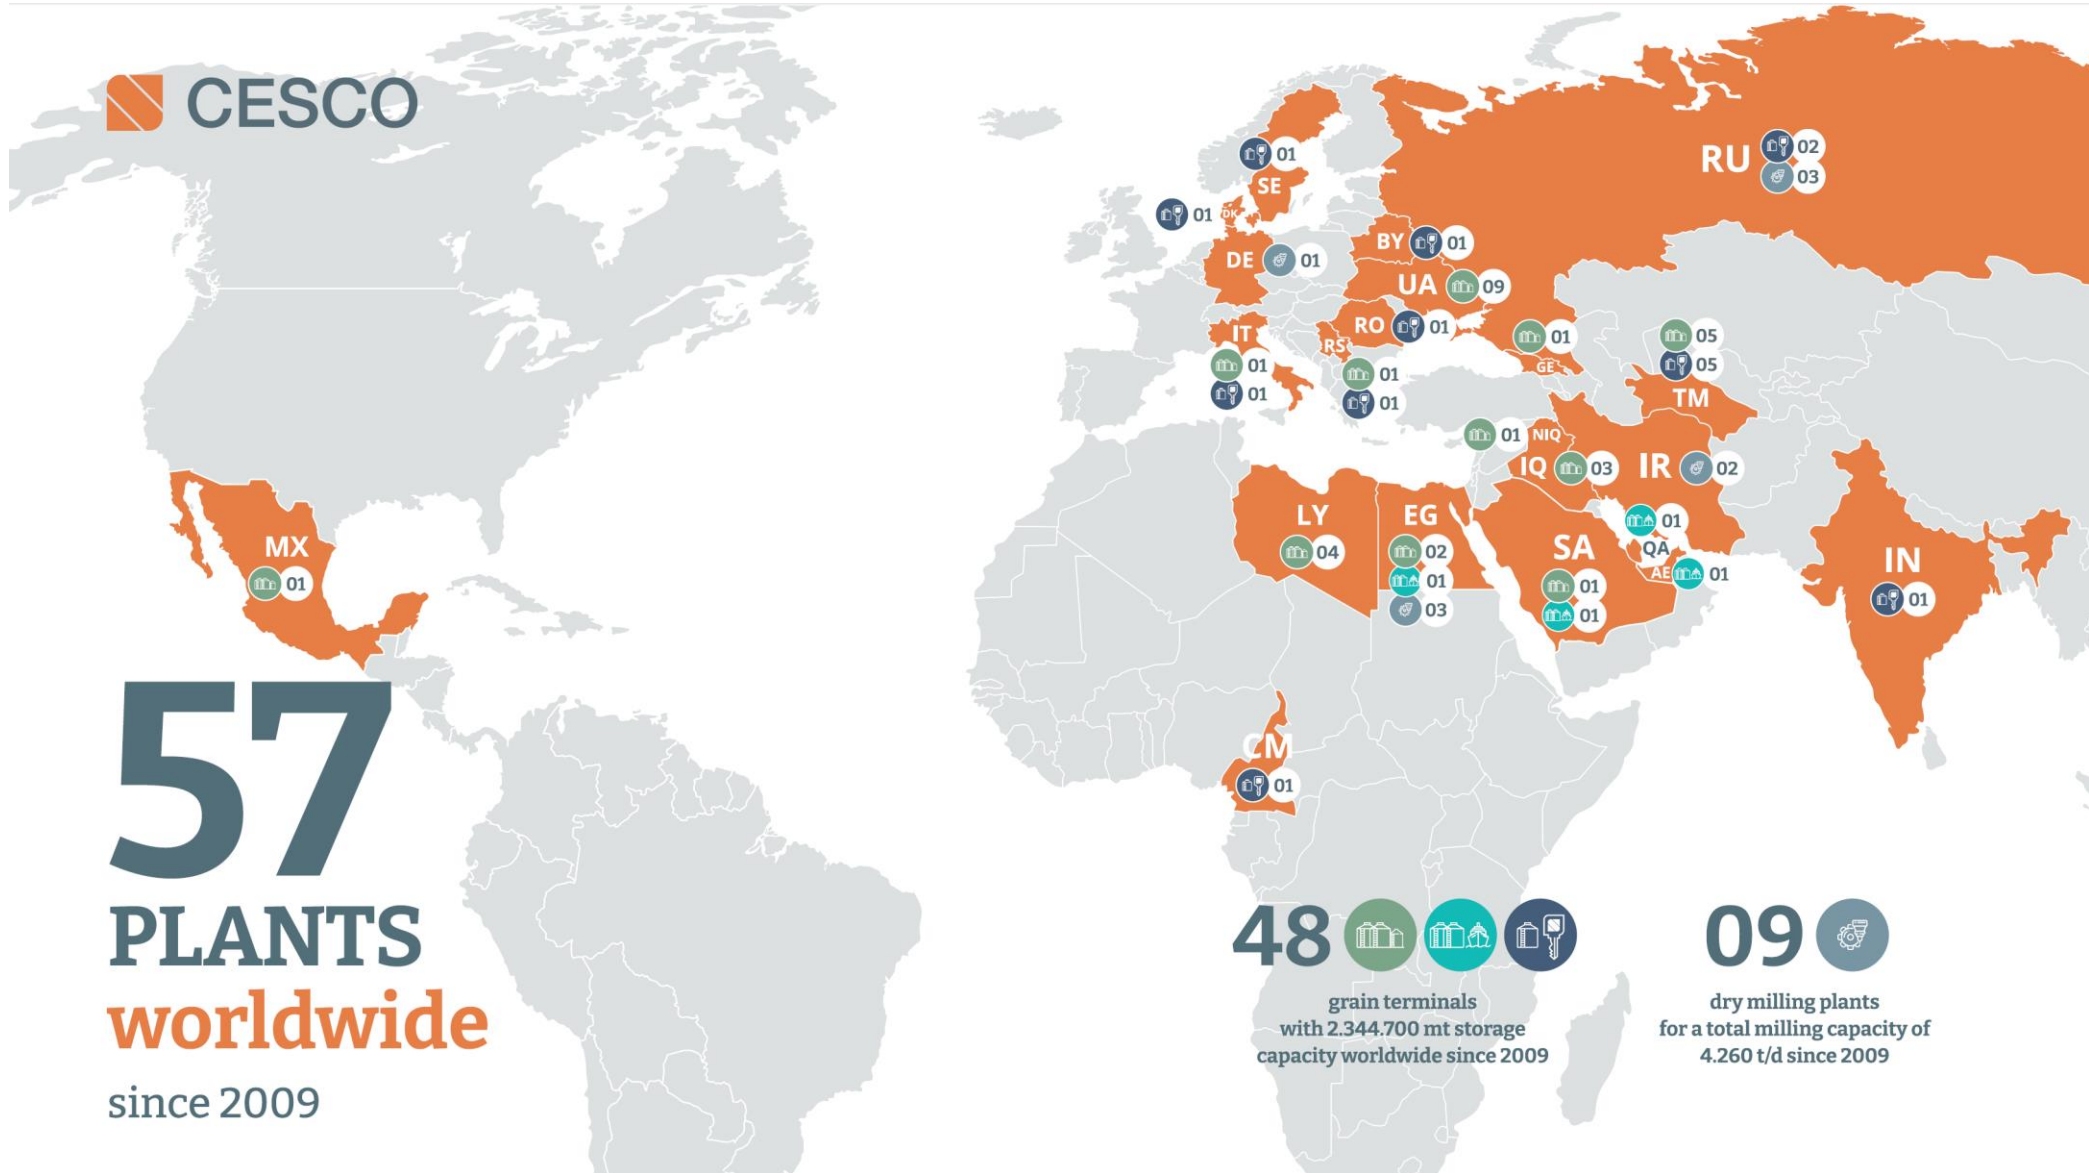 CESCO
57
PLANTS
worldwide
since 2009
MX
01
01
SE
01
DK
DE
01
BY
01
UA
09
RO
01
IT
01
01
RS
01
01
RU
02
03
01
GE
05
05
TM
01
NIQ
IQ
03
IR
02
LY
04
EG
02
01
03
SA
01
01
01
QA
AE
01
IN
01
CM
01
48
grain terminals
with 2.344.700 mt storage
capacity worldwide since 2009
09
dry milling plants
for a total milling capacity of
4.260 t/d since 2009